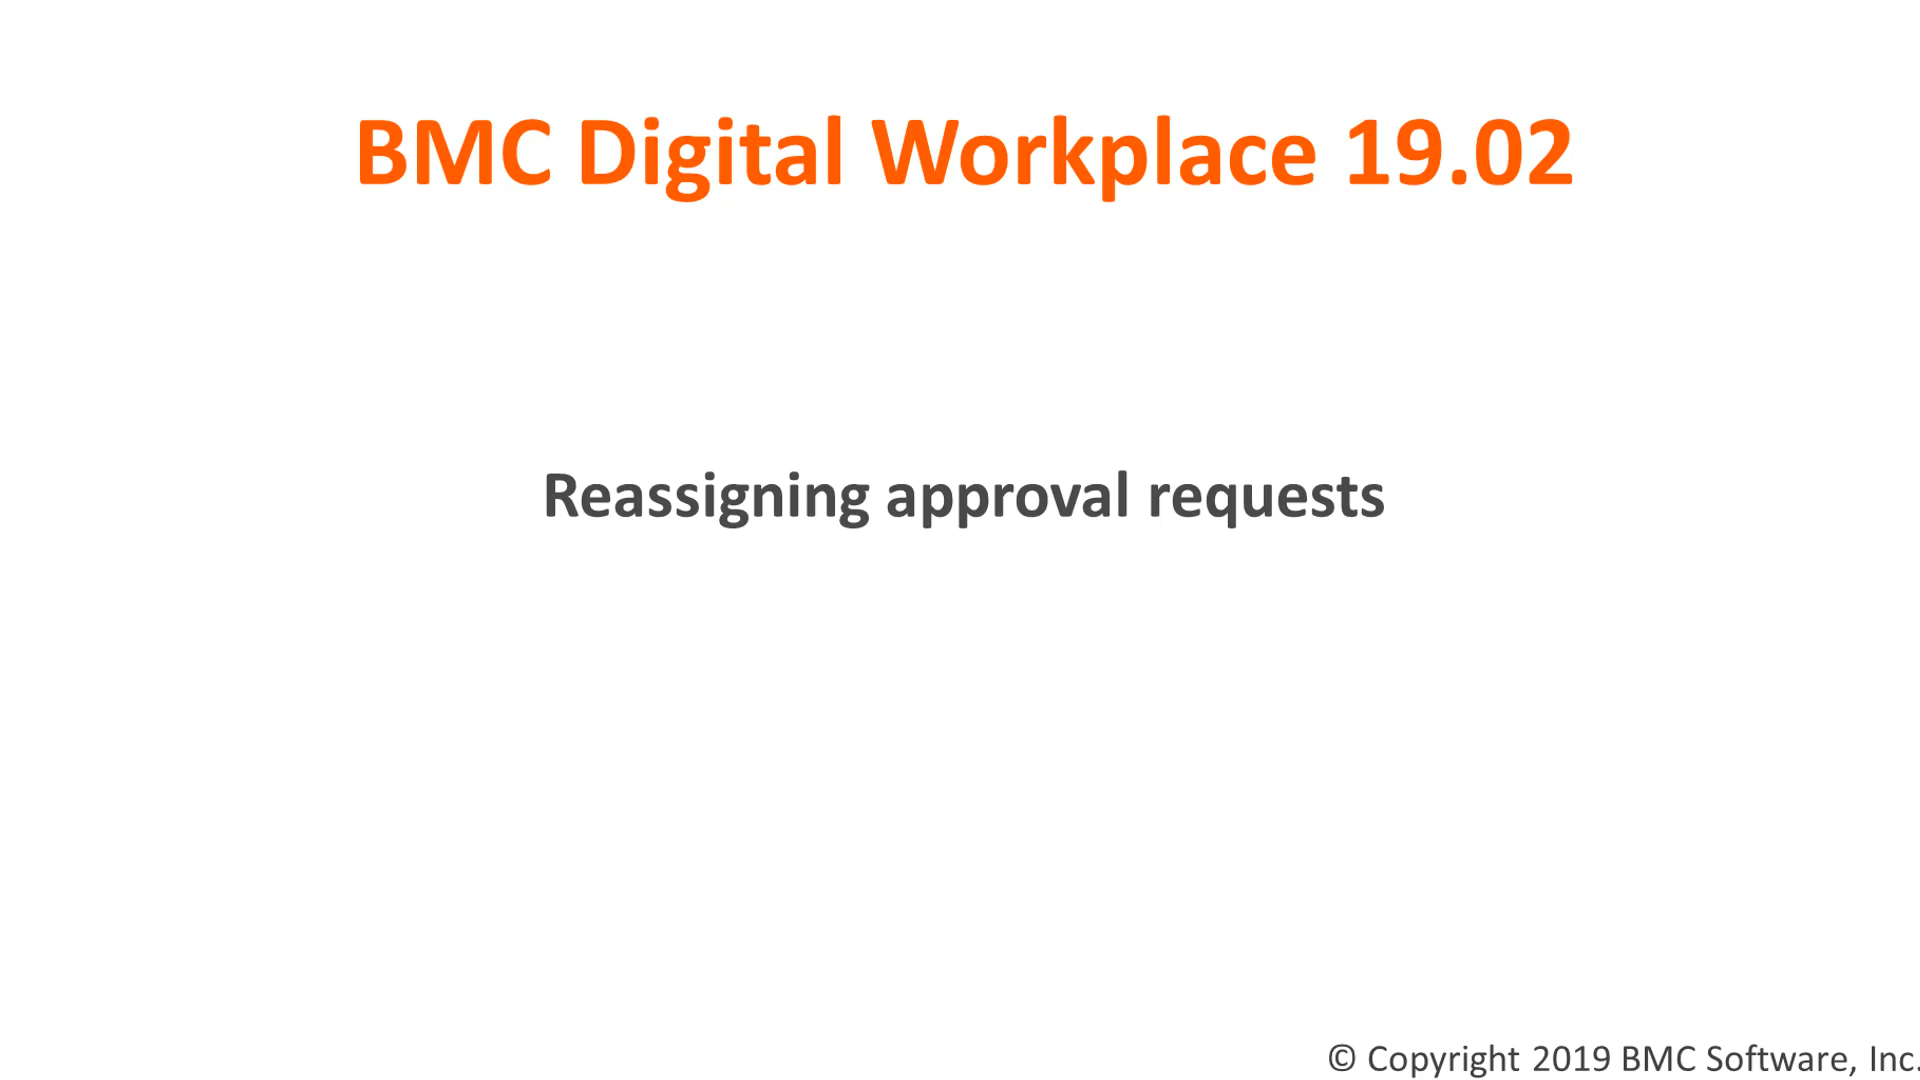 BMC Digital Workplace 19.02
Reassigning approval requests
© Copyright 2019 BMC Software, Inc.